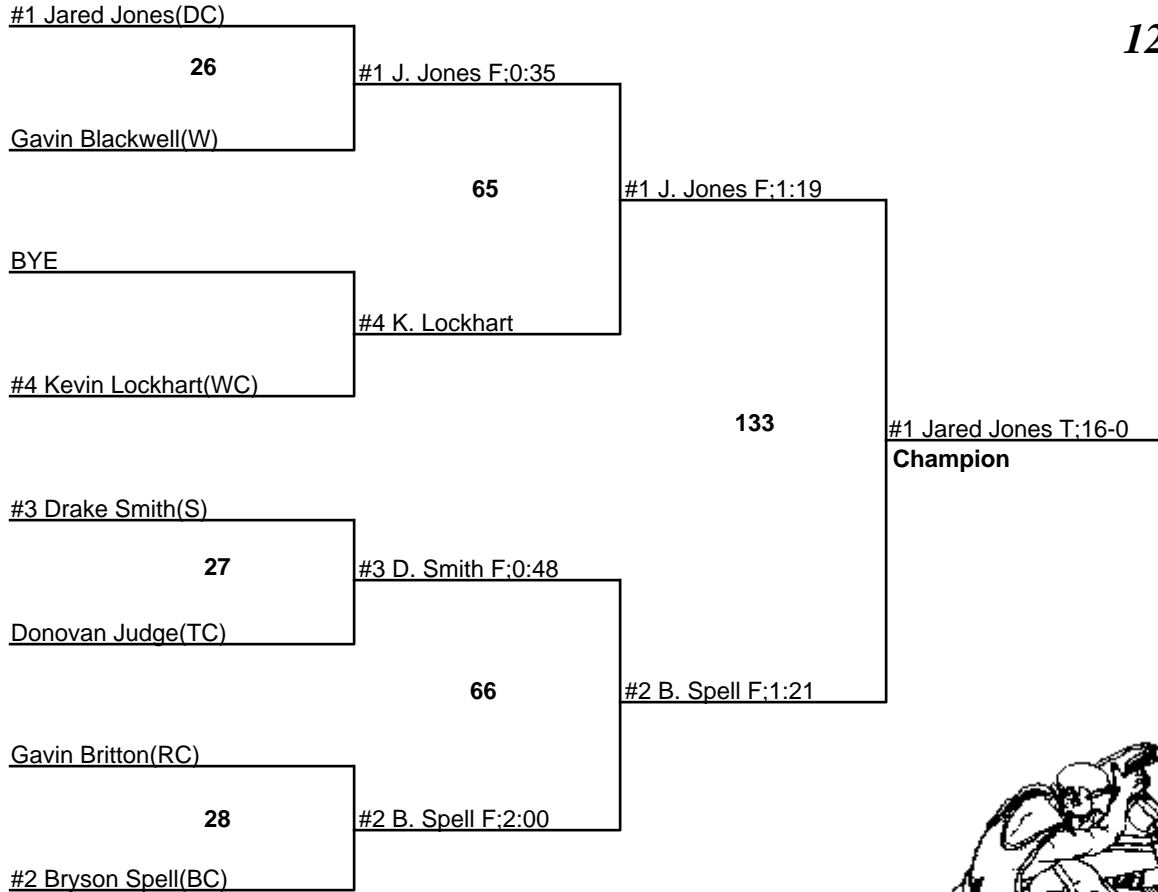 #1 Jared Jones(DC)
12
26
#1 J. Jones F;0:35
Gavin Blackwell(W)
65
#1 J. Jones F;1:19
BYE
#4 K. Lockhart
#4 Kevin Lockhart(WC)
133
#1 Jared Jones T;16-0
Champion
#3 Drake Smith(S)
27
#3 D. Smith F;0:48
Donovan Judge(TC)
66
#2 B. Spell F;1:21
Gavin Britton(RC)
28
#2 B. Spell F;2:00
#2 Bryson Spell(BC)